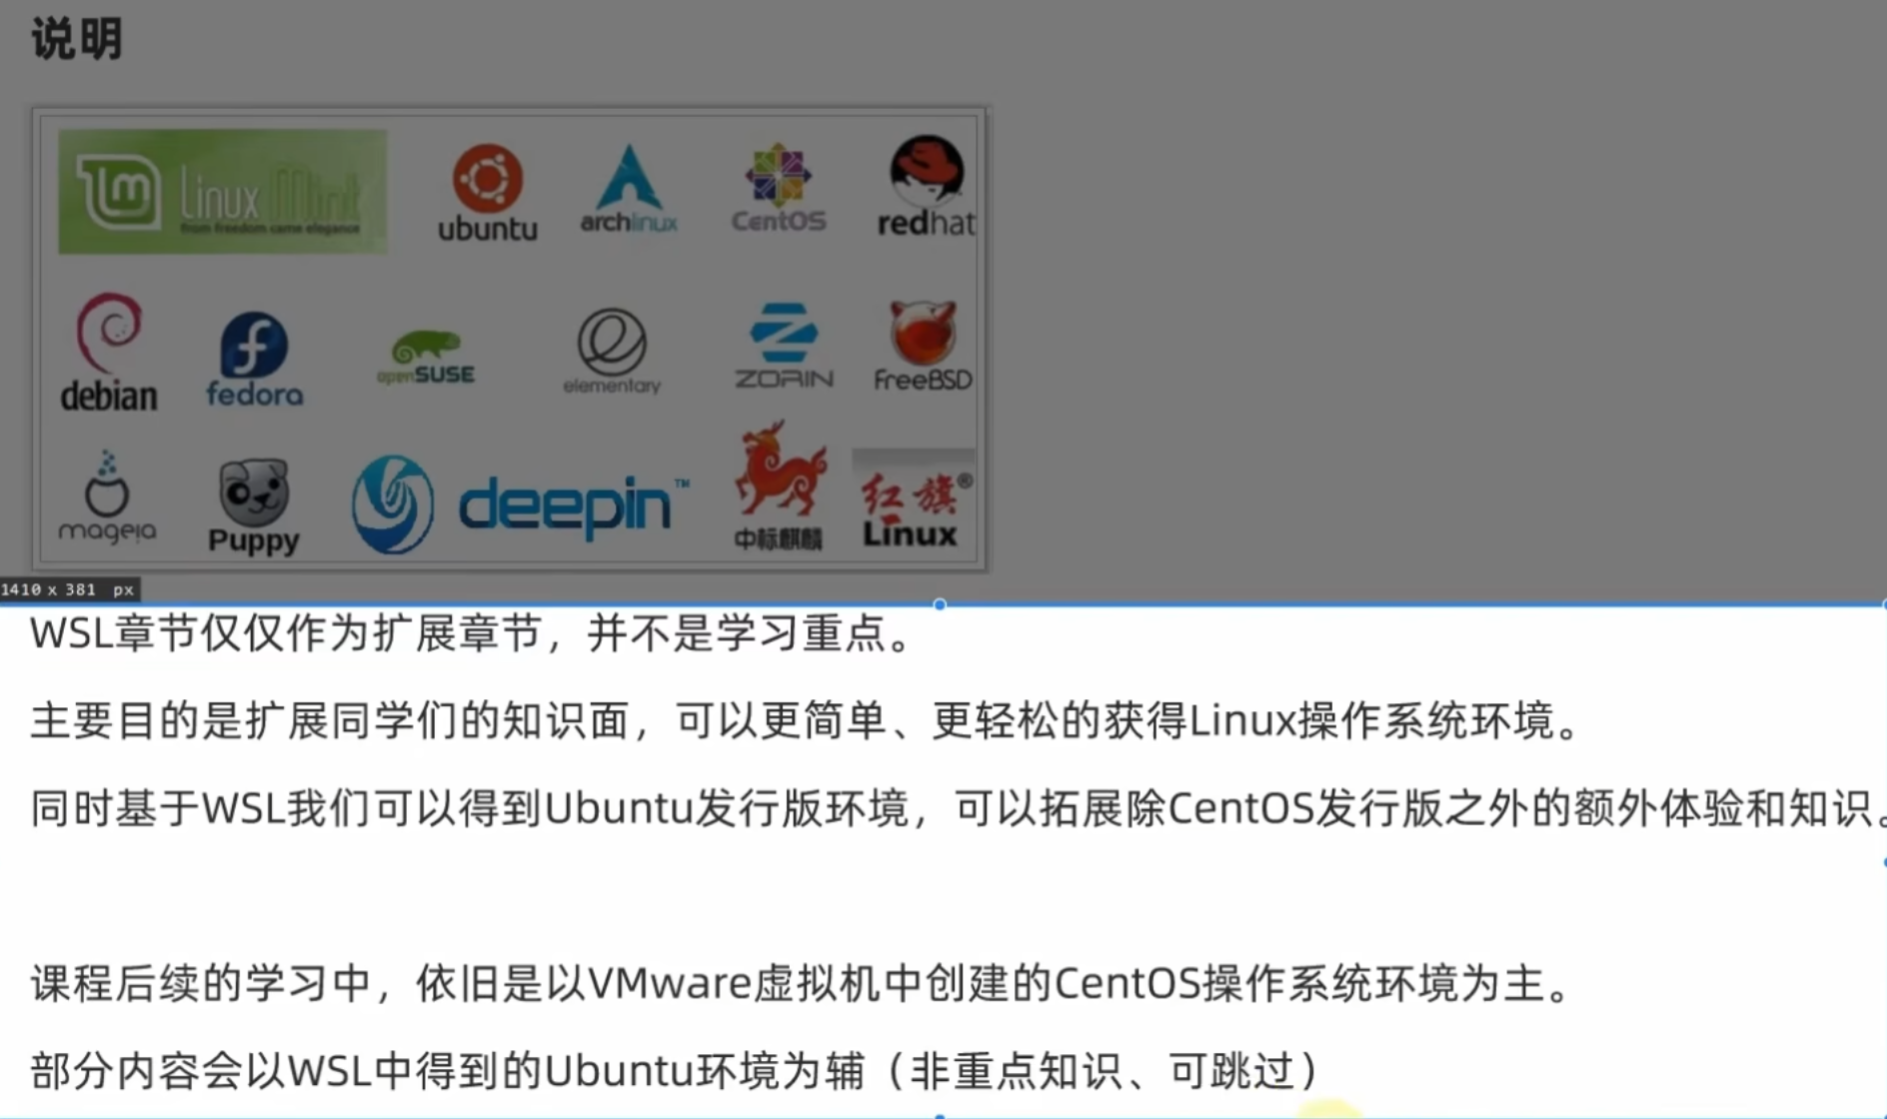 说明
Linux Mint
from freedom came elegance
ubuntu
archlinux
CentOS
redhat
debian
fedora
openSUSE
elementary
ZORIN
FreeBSD
mageia
Puppy
deepin™
中标麒麟
红旗®
Linux
1410 x 381 px
WSL章节仅仅作为扩展章节，并不是学习重点。
主要目的是扩展同学们的知识面，可以更简单、更轻松的获得Linux操作系统环境。
同时基于WSL我们可以得到Ubuntu发行版环境，可以拓展除CentOS发行版之外的额外体验和知识。
课程后续的学习中，依旧是以VMware虚拟机中创建的CentOS操作系统环境为主。
部分内容会以WSL中得到的Ubuntu环境为辅（非重点知识、可跳过）